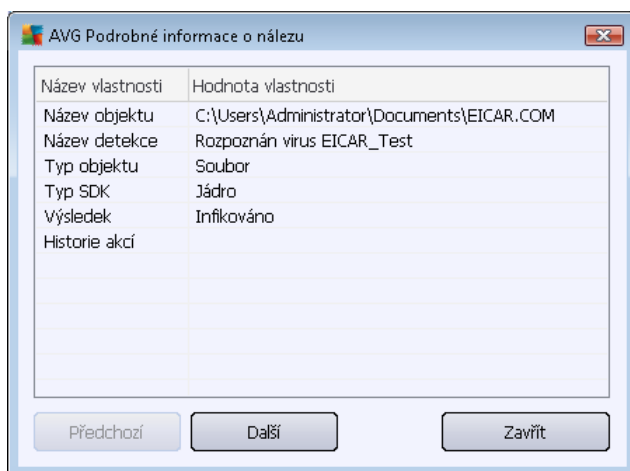 AVG Podrobné informace o nálezu
Název vlastnosti Hodnota vlastnosti
Název objektu C:\Users\Administrator\Documents\EICAR.COM
Název detekce Rozpoznán virus EICAR_Test
Typ objektu Soubor
Typ SDK Jádro
Výsledek Infikováno
Historie akcí
Předchozí Další Zavřít